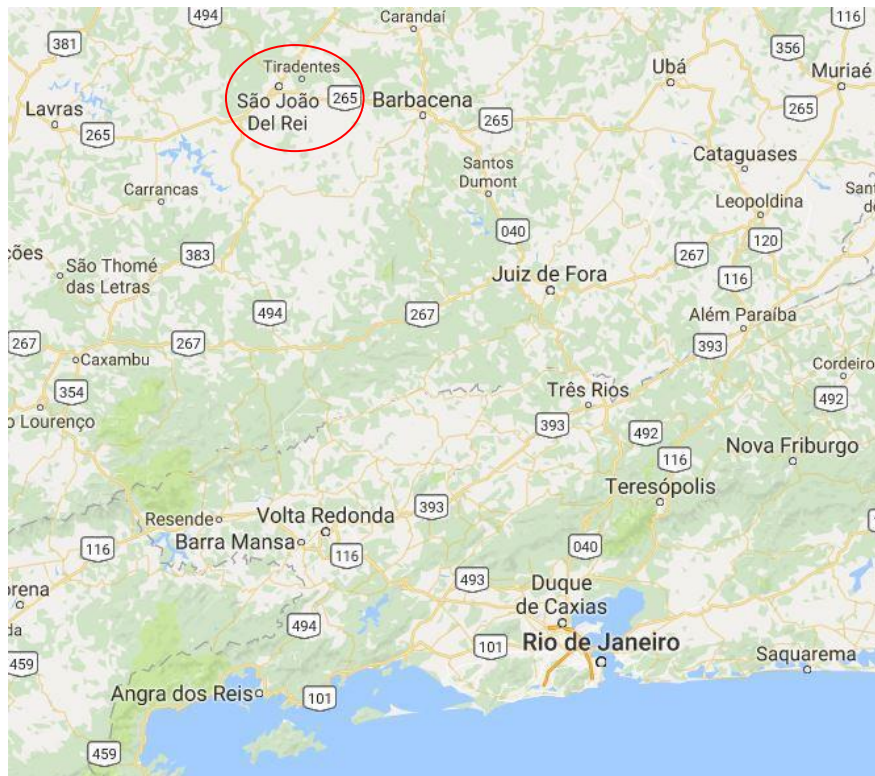 494
Carandaí
116
381
356
Tiradentes
Ubá
Muriaé
São João
Del Rei
265
Barbacena
Lavras
265
265
265
Cataguases
Santos
Dumont
Carrancas
Leopoldina
040
120
ções
São Thomé
das Letras
383
267
116
Juiz de Fora
494
267
Além Paraíba
267
267
393
Caxambu
Cordeiro
354
Três Rios
492
o Lourenço
393
492
Nova Friburgo
116
Teresópolis
Resende
Volta Redonda
393
116
Barra Mansa
116
040
493
Duque
de Caxias
orena
494
101
Rio de Janeiro
da
459
Saquarema
Angra dos Reis
101
459